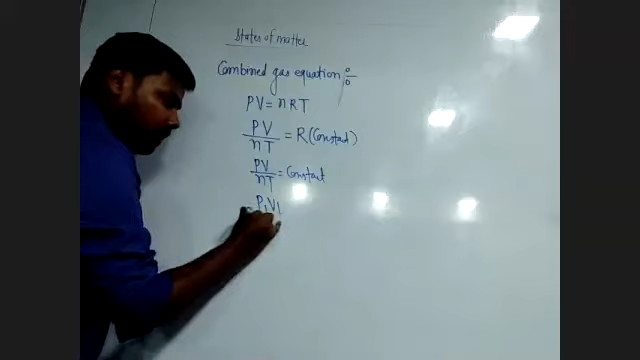 States of matter
Combined gas equation %
PV = nRT
PV/nT = R (Constant)
PV/nT = Constant
P1V1